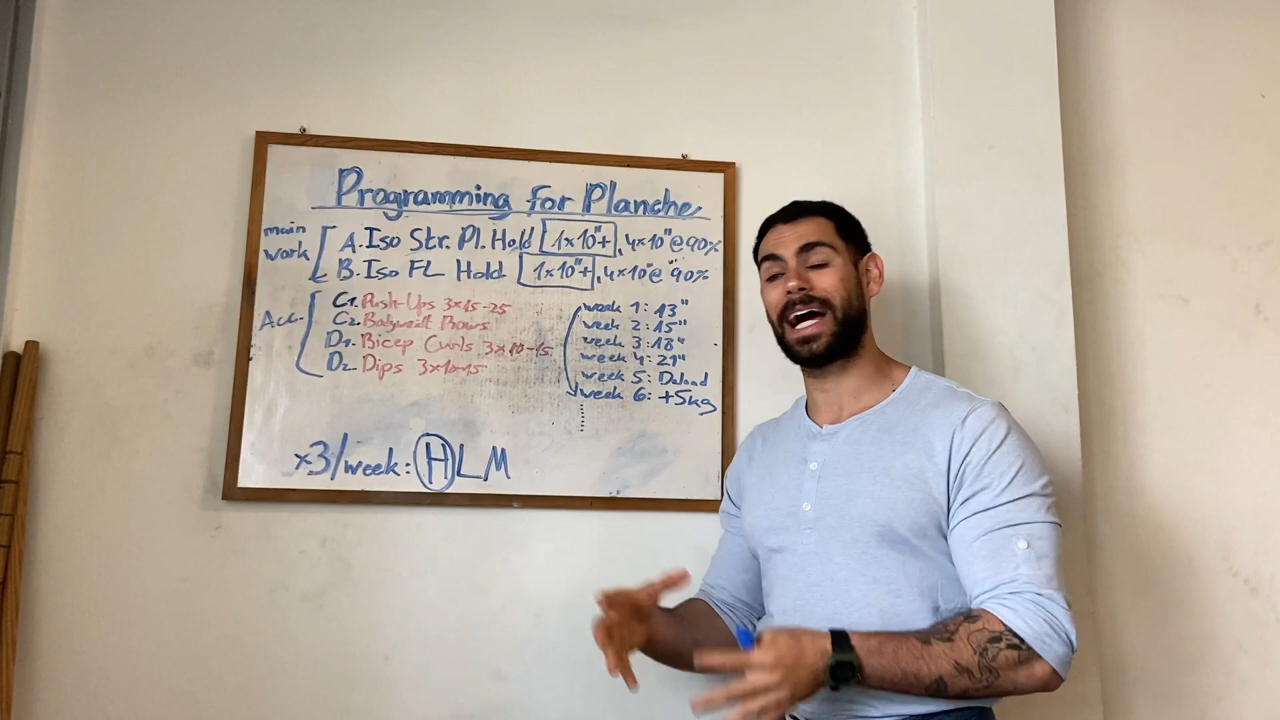 Programming for Planche
main work
A. Iso Str. Pl. Hold 1x10"+, 4x10"@90%
B. Iso FL Hold 1x10"+, 4x10"@ 90%
Acc.
C1. Push-Ups 3x15-25
C2. Bodyweight Rows
D1. Bicep Curls 3x10-15
D2. Dips 3x10-15
week 1: 13"
week 2: 15"
week 3: 18"
week 4: 21"
week 5: Deload
week 6: +5kg
x3/week: H L M